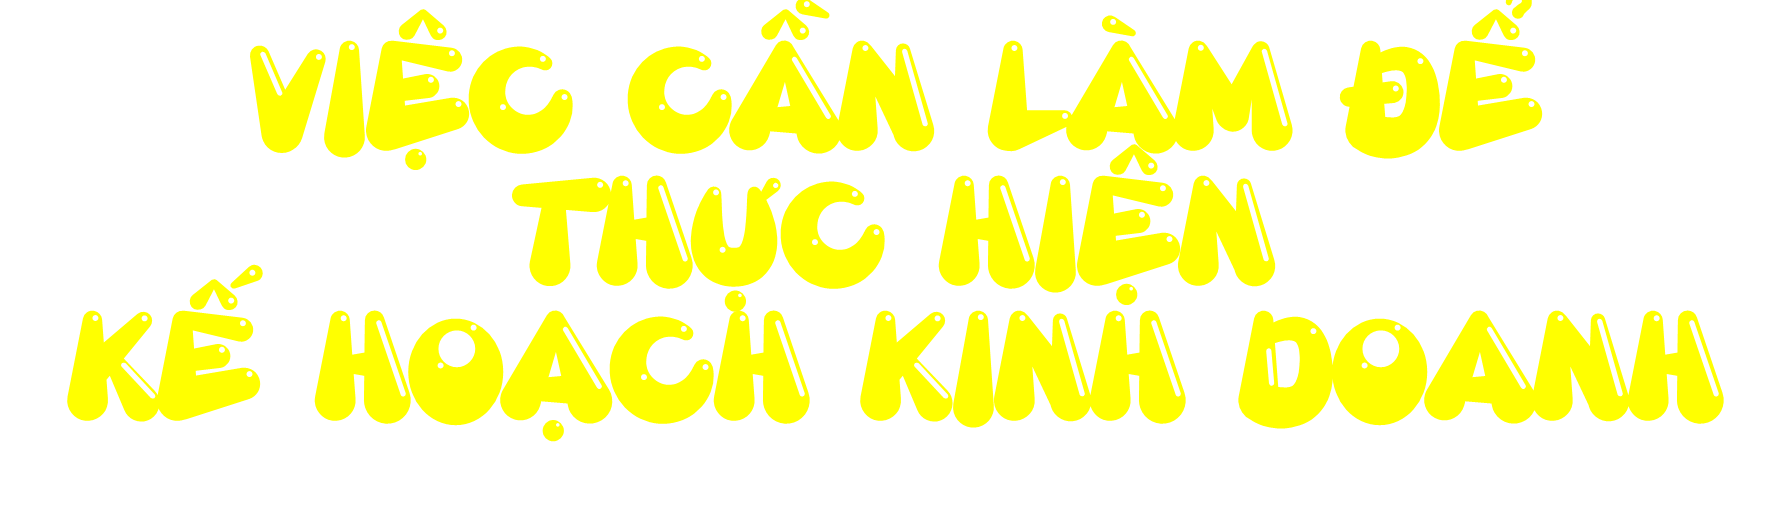 VIỆC CẦN LÀM ĐỂ
THỰC HIỆN
KẾ HOẠCH KINH DOANH